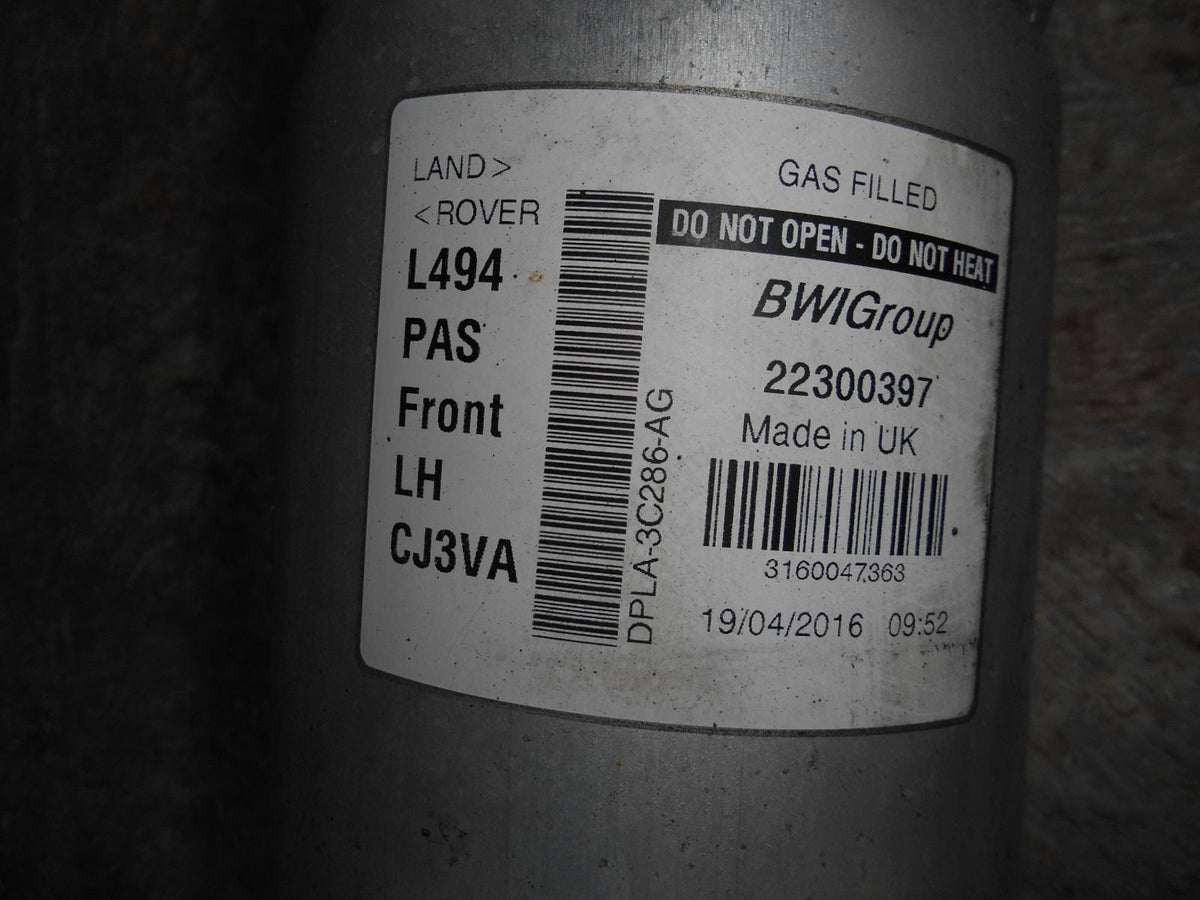 LAND>
<ROVER
L494
PAS
Front
LH
CJ3VA
DPLA-3C286-AG
GAS FILLED
DO NOT OPEN - DO NOT HEAT
BWIGroup
22300397
Made in UK
3160047363
19/04/2016 09:52